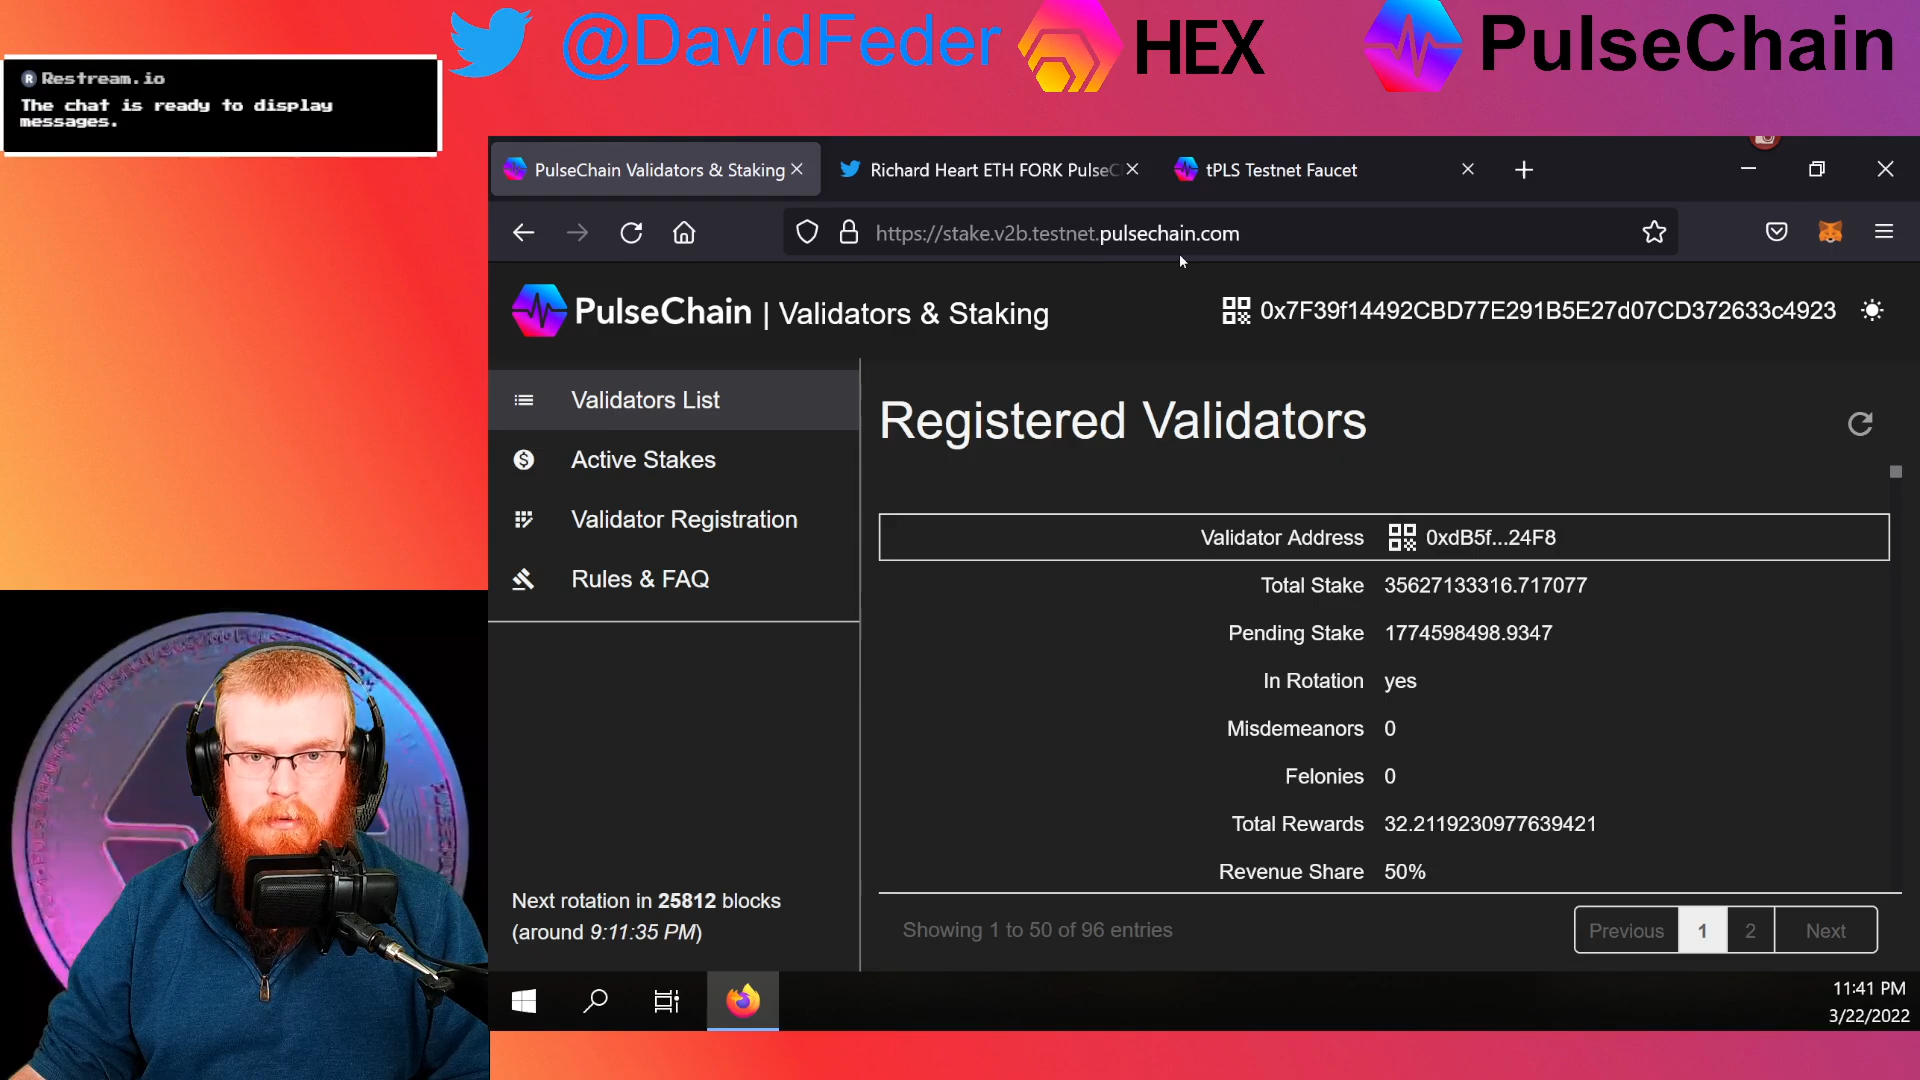 @DavidFeder
HEX
PulseChain
Restream.io
The chat is ready to display
messages.
PulseChain Validators & Staking
Richard Heart ETH FORK PulseC
tPLS Testnet Faucet
https://stake.v2b.testnet.pulsechain.com
PulseChain | Validators & Staking
0x7F39f14492CBD77E291B5E27d07CD372633c4923
Validators List
Active Stakes
Validator Registration
Rules & FAQ
Next rotation in 25812 blocks
(around 9:11:35 PM)
Registered Validators
Validator Address 0xdB5f...24F8
Total Stake 35627133316.717077
Pending Stake 1774598498.9347
In Rotation yes
Misdemeanors 0
Felonies 0
Total Rewards 32.2119230977639421
Revenue Share 50%
Showing 1 to 50 of 96 entries
Previous 1 2 Next
11:41 PM
3/22/2022